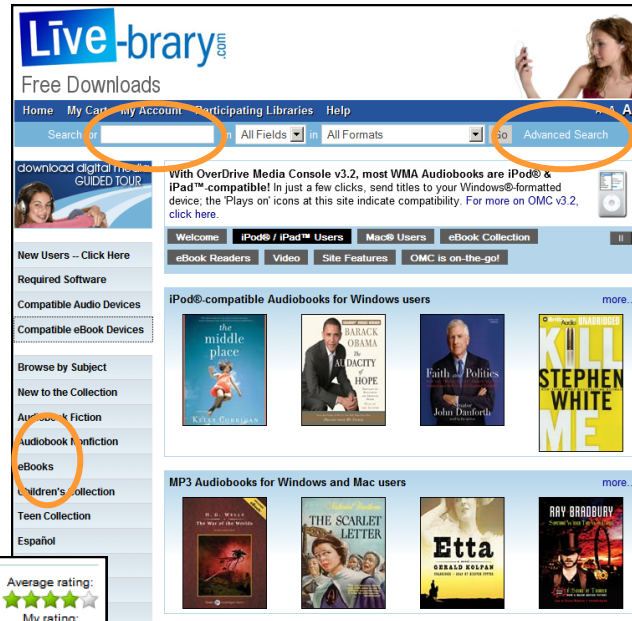 Live-brary.com
Free Downloads
Home My Cart My Account Participating Libraries Help A A A
Search for in All Fields in All Formats Go Advanced Search
download digital media
GUIDED TOUR
With OverDrive Media Console v3.2, most WMA Audiobooks are iPod® &
iPad™-compatible! In just a few clicks, send titles to your Windows®-formatted
device; the 'Plays on' icons at this site indicate compatibility. For more on OMC v3.2,
click here.
Welcome iPod® / iPad™ Users Mac® Users eBook Collection
eBook Readers Video Site Features OMC is on-the-go!
New Users -- Click Here
Required Software
Compatible Audio Devices
Compatible eBook Devices
Browse by Subject
New to the Collection
Audiobook Fiction
Audiobook Nonfiction
eBooks
Children's Collection
Teen Collection
Español
Average rating:
My rating:
iPod®-compatible Audiobooks for Windows users more..
the
middle
place
KELLY CORRIGAN
BARACK
OBAMA
THE
AUDACITY
of
HOPE
Faith and Politics
Senator
John Danforth
Audio UNABRIDGED
KILL
STEPHEN
WHITE
ME
MP3 Audiobooks for Windows and Mac users more..
H. G. WELLS
The War of the Worlds
THE SCARLET
LETTER
Etta
A NOVEL
GERALD KOLPAN
RAY BRADBURY